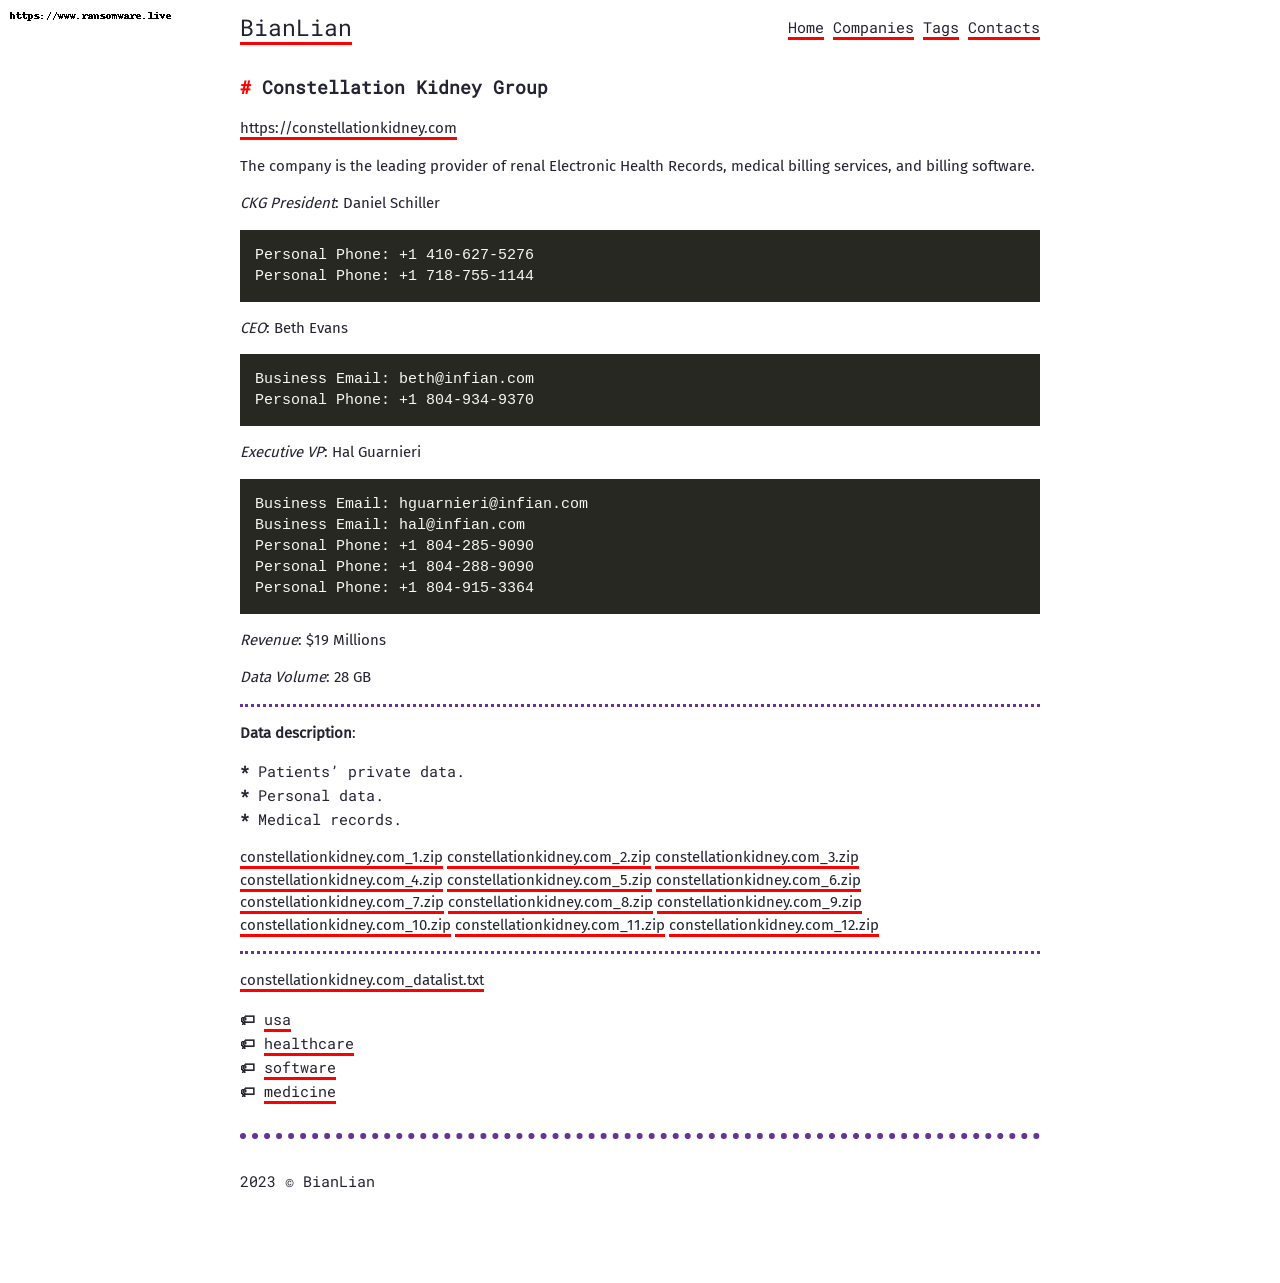 https://www.ransomware.live
BianLian
Home Companies Tags Contacts
# Constellation Kidney Group
https://constellationkidney.com
The company is the leading provider of renal Electronic Health Records, medical billing services, and billing software.
CKG President: Daniel Schiller
Personal Phone: +1 410-627-5276
Personal Phone: +1 718-755-1144
CEO: Beth Evans
Business Email: beth@infian.com
Personal Phone: +1 804-934-9370
Executive VP: Hal Guarnieri
Business Email: hguarnieri@infian.com
Business Email: hal@infian.com
Personal Phone: +1 804-285-9090
Personal Phone: +1 804-288-9090
Personal Phone: +1 804-915-3364
Revenue: $19 Millions
Data Volume: 28 GB
Data description:
* Patients’ private data.
* Personal data.
* Medical records.
constellationkidney.com_1.zip constellationkidney.com_2.zip constellationkidney.com_3.zip
constellationkidney.com_4.zip constellationkidney.com_5.zip constellationkidney.com_6.zip
constellationkidney.com_7.zip constellationkidney.com_8.zip constellationkidney.com_9.zip
constellationkidney.com_10.zip constellationkidney.com_11.zip constellationkidney.com_12.zip
constellationkidney.com_datalist.txt
usa
healthcare
software
medicine
2023 © BianLian